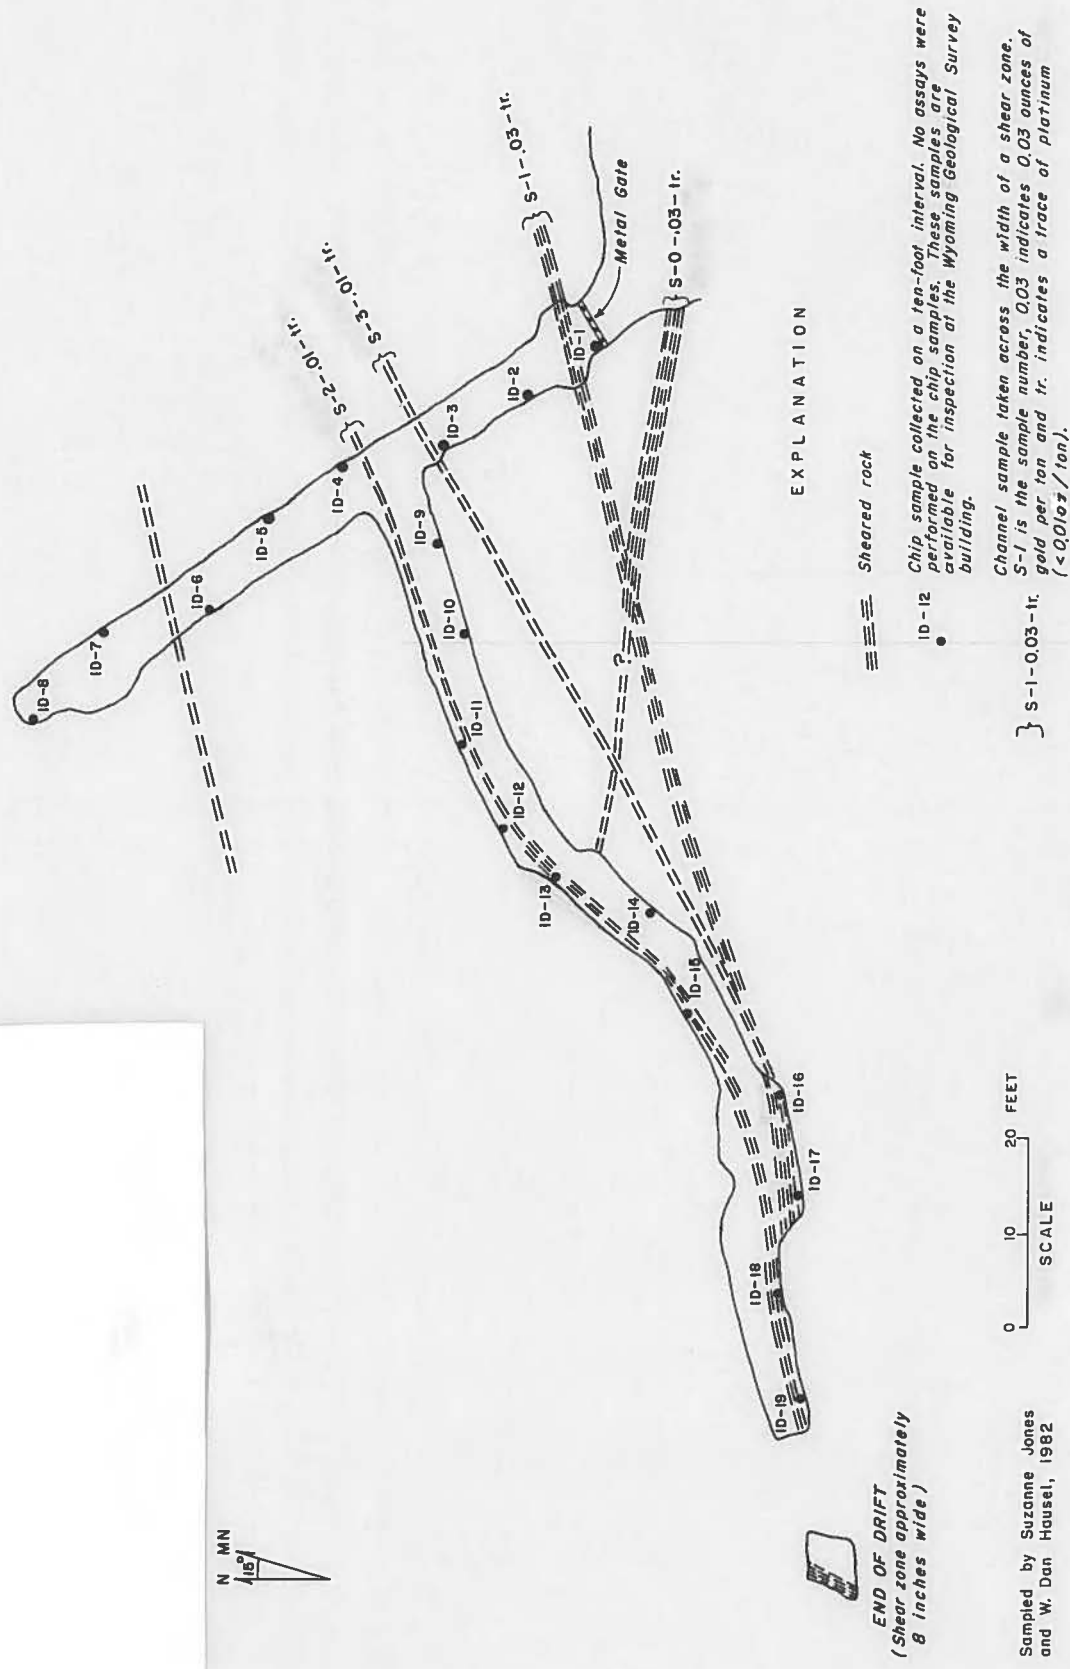 N MN
15°
ID-8
ID-7
ID-6
ID-5
ID-4
ID-3
ID-2
ID-1
ID-9
ID-10
ID-11
ID-12
ID-13
ID-14
ID-15
ID-16
ID-17
ID-18
ID-19
S-2-.01-tr.
S-3-.01-tr.
S-1-.03-tr.
Metal Gate
S-0-.03-tr.
?
END OF DRIFT
(Shear zone approximately
8 inches wide)
Sampled by Suzanne Jones
and W. Dan Hausel, 1982
0 10 20 FEET
SCALE
EXPLANATION
Sheared rock
ID-12
Chip sample collected on a ten-foot interval. No assays were
performed on the chip samples. These samples are
available for inspection at the Wyoming Geological Survey
building.
S-1-0.03-tr.
Channel sample taken across the width of a shear zone.
S-1 is the sample number, 0.03 indicates 0.03 ounces of
gold per ton and tr. indicates a trace of platinum
(<0.01oz/ton).